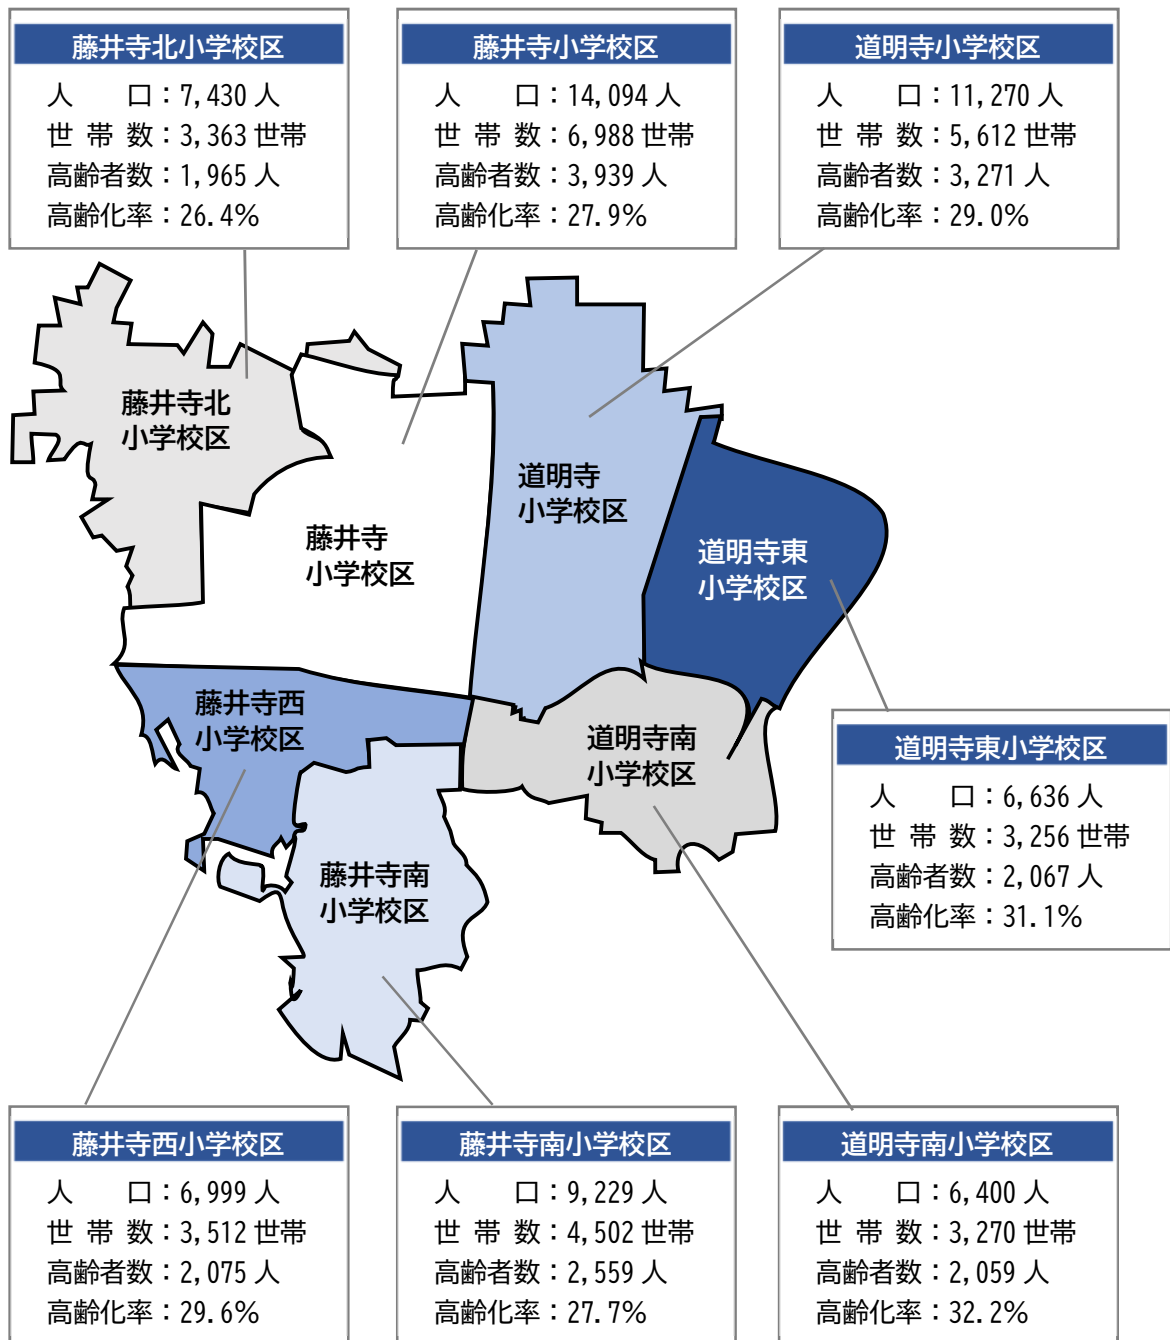 藤井寺北小学校区
人　　口：7,430 人
世 帯 数：3,363 世帯
高齢者数：1,965 人
高齢化率：26.4%
藤井寺小学校区
人　　口：14,094 人
世 帯 数：6,988 世帯
高齢者数：3,939 人
高齢化率：27.9%
道明寺小学校区
人　　口：11,270 人
世 帯 数：5,612 世帯
高齢者数：3,271 人
高齢化率：29.0%
藤井寺北
小学校区
藤井寺
小学校区
道明寺
小学校区
道明寺東
小学校区
藤井寺西
小学校区
道明寺南
小学校区
藤井寺南
小学校区
道明寺東小学校区
人　　口：6,636 人
世 帯 数：3,256 世帯
高齢者数：2,067 人
高齢化率：31.1%
藤井寺西小学校区
人　　口：6,999 人
世 帯 数：3,512 世帯
高齢者数：2,075 人
高齢化率：29.6%
藤井寺南小学校区
人　　口：9,229 人
世 帯 数：4,502 世帯
高齢者数：2,559 人
高齢化率：27.7%
道明寺南小学校区
人　　口：6,400 人
世 帯 数：3,270 世帯
高齢者数：2,059 人
高齢化率：32.2%